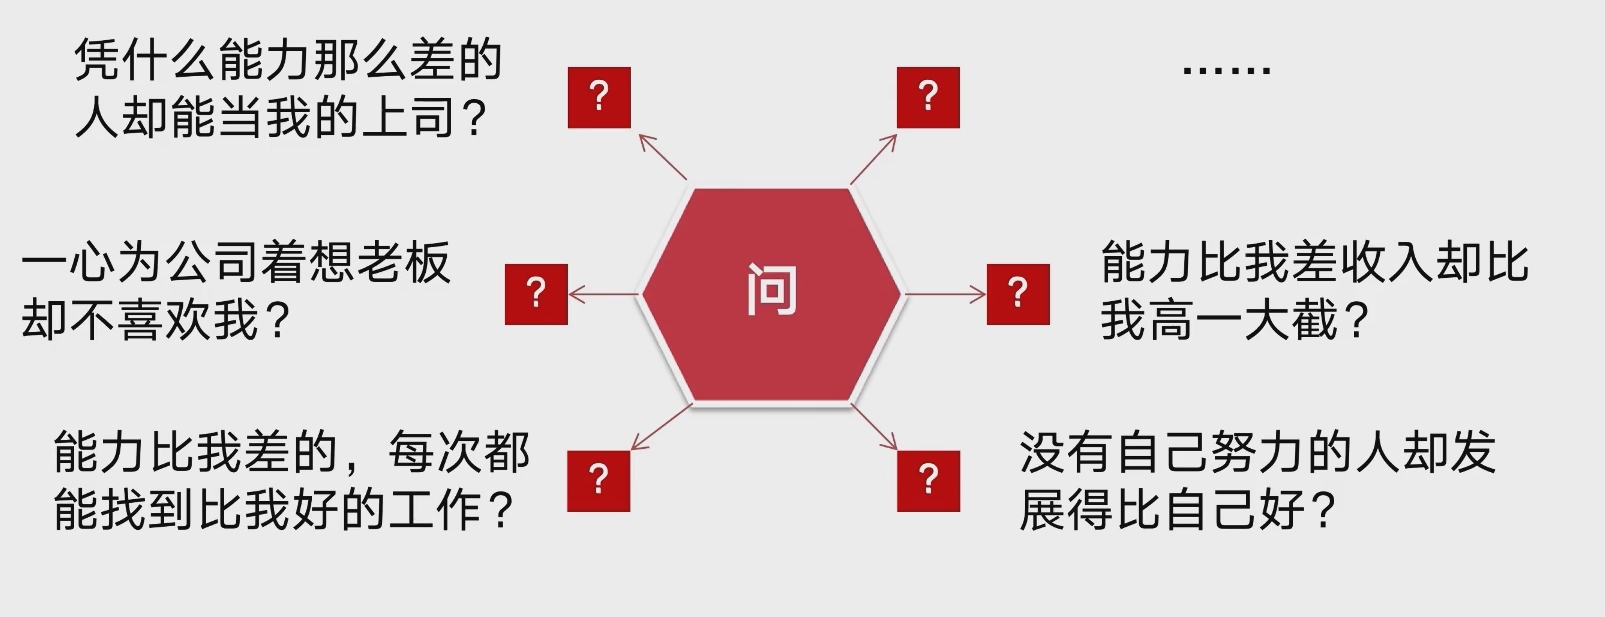 凭什么能力那么差的
人却能当我的上司？
?
?
……
一心为公司着想老板
却不喜欢我？
?
问
?
能力比我差收入却比
我高一大截？
能力比我差的，每次都
能找到比我好的工作？
?
?
没有自己努力的人却发
展得比自己好？